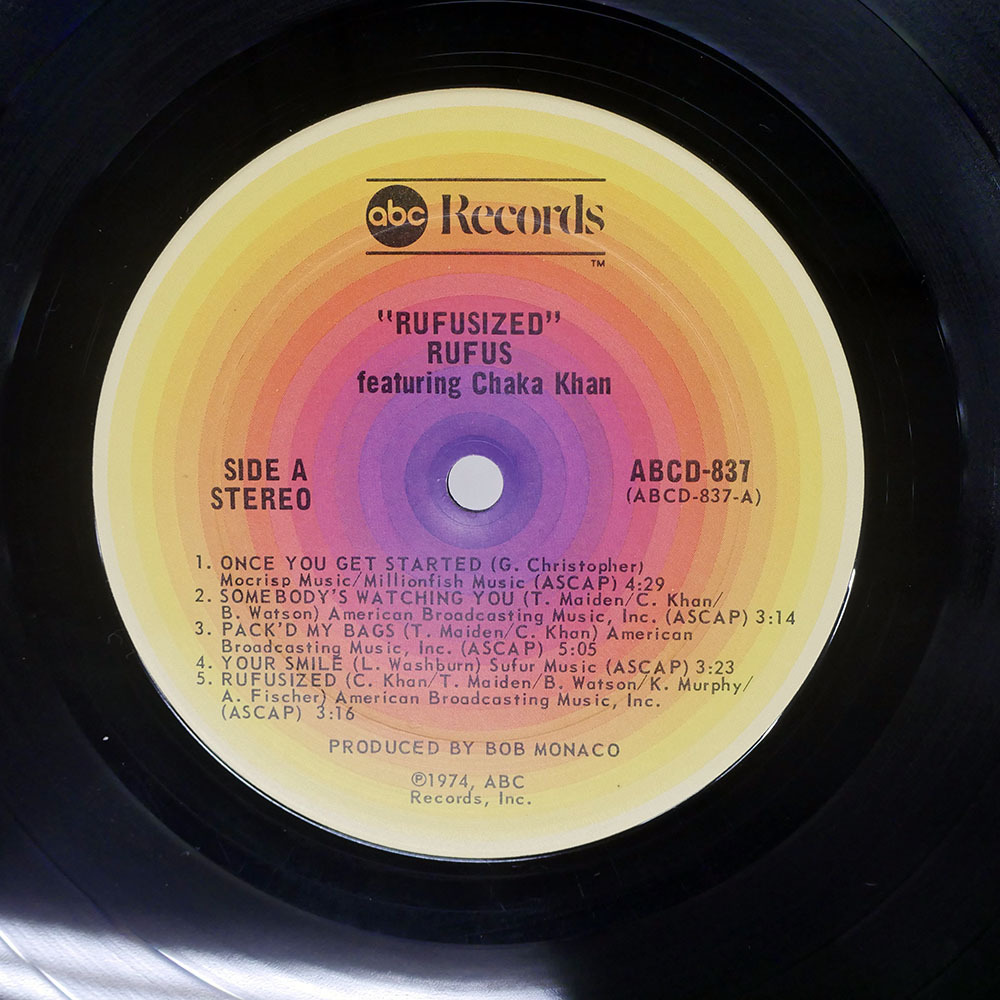 abc Records
TM
"RUFUSIZED"
RUFUS
featuring Chaka Khan
SIDE A
STEREO
ABCD-837
(ABCD-837-A)
1. ONCE YOU GET STARTED (G. Christopher)
Mocrisp Music/Millionfish Music (ASCAP) 4:29
2. SOMEBODY'S WATCHING YOU (T. Maiden/C. Khan/
B. Watson) American Broadcasting Music, Inc. (ASCAP) 3:14
3. PACK'D MY BAGS (T. Maiden/C. Khan) American
Broadcasting Music, Inc. (ASCAP) 5:05
4. YOUR SMILE (L. Washburn) Sufur Music (ASCAP) 3:23
5. RUFUSIZED (C. Khan/T. Maiden/B. Watson/K. Murphy/
A. Fischer) American Broadcasting Music, Inc.
(ASCAP) 3:16
PRODUCED BY BOB MONACO
℗1974, ABC
Records, Inc.